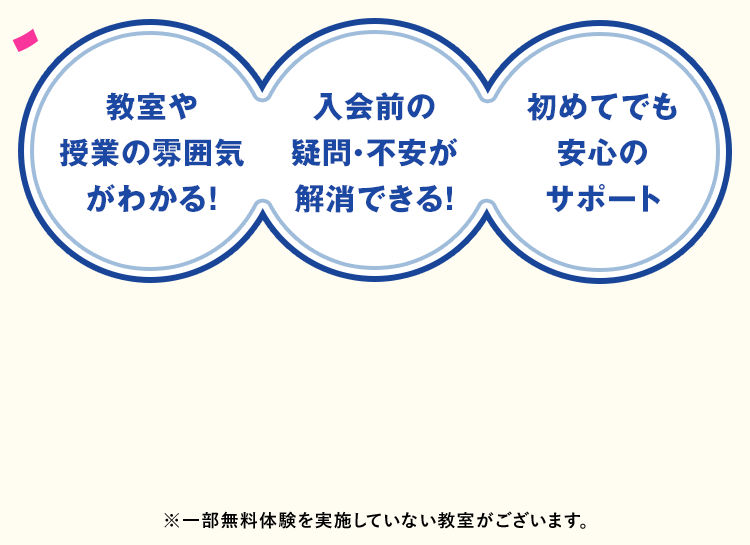 教室や
授業の雰囲気
がわかる!
入会前の
疑問・不安が
解消できる!
初めてでも
安心の
サポート
※一部無料体験を実施していない教室がございます。